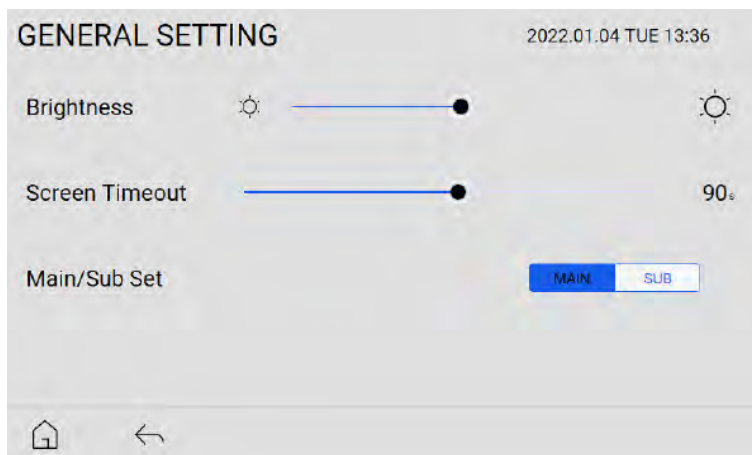 GENERAL SETTING 2022.01.04 TUE 13:36
Brightness
Screen Timeout 90s
Main/Sub Set MAIN SUB